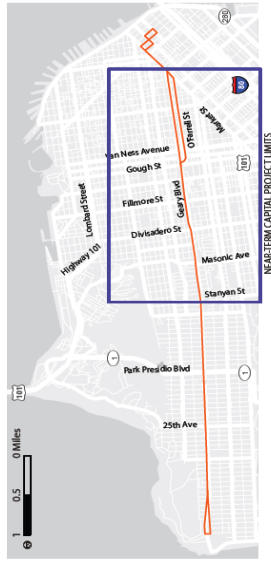 280
80
Market St
O'Farrell St
Van Ness Avenue
101
Gough St
Lombard Street
Fillmore St
Geary Blvd
Divisadero St
Highway 101
Masonic Ave
Stanyan St
NEAR-TERM CAPITAL PROJECT LIMITS
1
Park Presidio Blvd
1
101
25th Ave
1 0.5 0 Miles